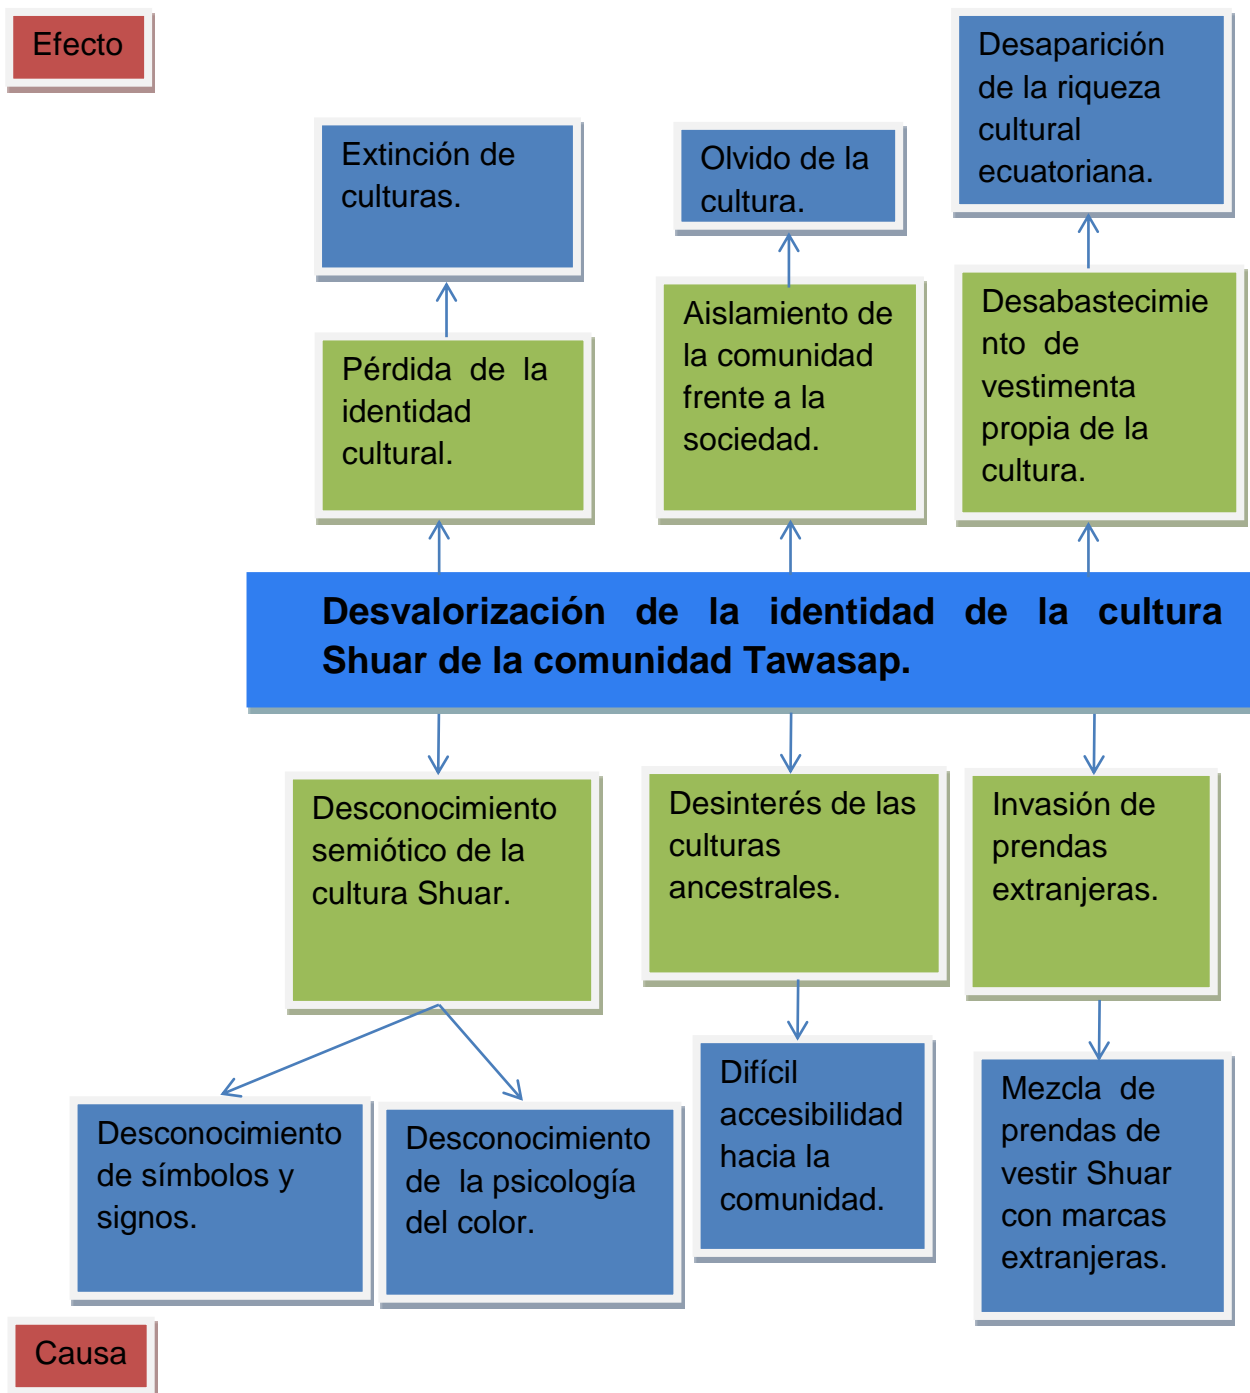 Efecto
Desaparición
de la riqueza
cultural
ecuatoriana.
Extinción de
culturas.
Olvido de la
cultura.
Pérdida de la
identidad
cultural.
Aislamiento de
la comunidad
frente a la
sociedad.
Desabastecimie
nto de
vestimenta
propia de la
cultura.
Desvalorización de la identidad de la cultura
Shuar de la comunidad Tawasap.
Desconocimiento
semiótico de la
cultura Shuar.
Desinterés de las
culturas
ancestrales.
Invasión de
prendas
extranjeras.
Desconocimiento
de símbolos y
signos.
Desconocimiento
de la psicología
del color.
Difícil
accesibilidad
hacia la
comunidad.
Mezcla de
prendas de
vestir Shuar
con marcas
extranjeras.
Causa